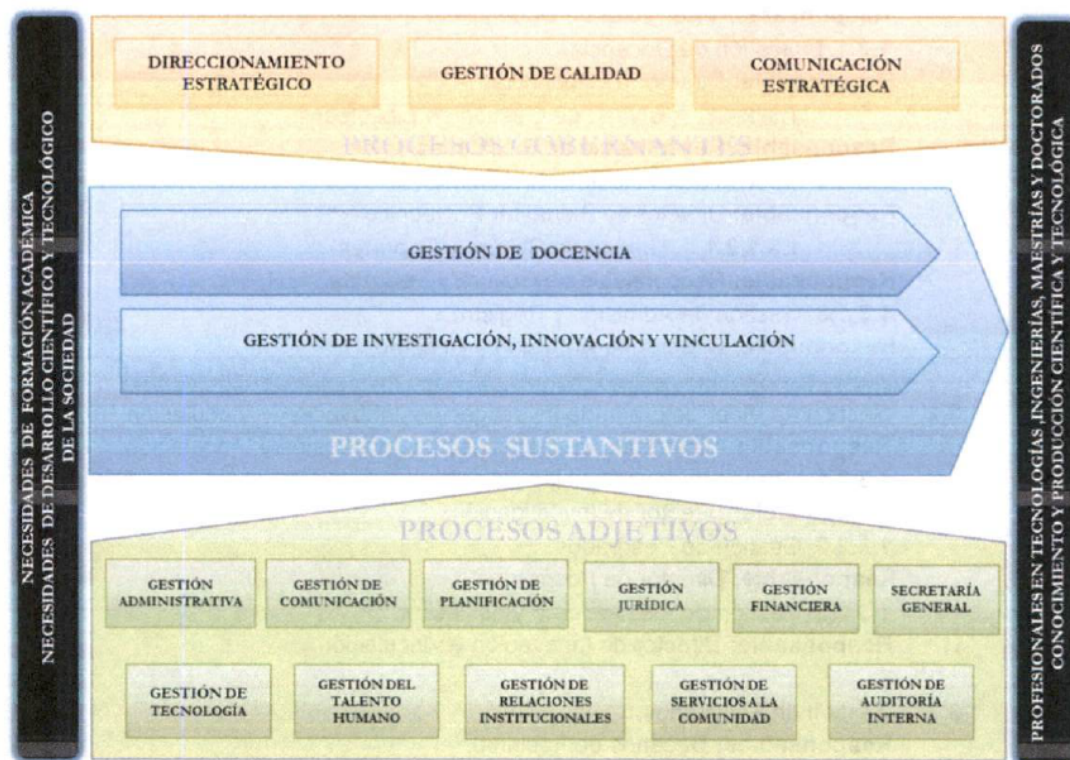 NECESIDADES DE FORMACIÓN ACADÉMICA
NECESIDADES DE DESARROLLO CIENTÍFICO Y TECNOLÓGICO
DE LA SOCIEDAD
DIRECCIONAMIENTO
ESTRATÉGICO
GESTIÓN DE CALIDAD
COMUNICACIÓN
ESTRATÉGICA
PROCESOS GOBERNANTES
GESTIÓN DE DOCENCIA
GESTIÓN DE INVESTIGACIÓN, INNOVACIÓN Y VINCULACIÓN
PROCESOS SUSTANTIVOS
PROCESOS ADJETIVOS
GESTIÓN
ADMINISTRATIVA
GESTIÓN DE
COMUNICACIÓN
GESTIÓN DE
PLANIFICACIÓN
GESTIÓN
JURÍDICA
GESTIÓN
FINANCIERA
SECRETARÍA
GENERAL
GESTIÓN DE
TECNOLOGÍA
GESTIÓN DEL
TALENTO
HUMANO
GESTIÓN DE
RELACIONES
INSTITUCIONALES
GESTIÓN DE
SERVICIOS A LA
COMUNIDAD
GESTIÓN DE
AUDITORÍA
INTERNA
PROFESIONALES EN TECNOLOGÍAS ,INGENIERÍAS, MAESTRÍAS Y DOCTORADOS
CONOCIMIENTO Y PRODUCCIÓN CIENTÍFICA Y TECNOLÓGICA